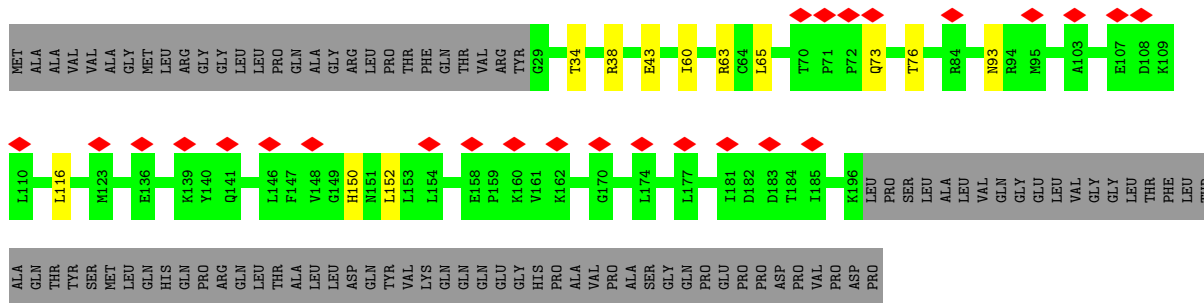 MET ALA ALA VAL VAL ALA GLY MET LEU ARG GLY GLY LEU LEU PRO GLN ALA GLY ARG LEU PRO THR PHE GLN THR VAL ARG TYR G29 T34 R38 E43 I60 R63 C64 L65 T70 P71 P72 Q73 T76 R84 N93 R94 M95 A103 E107 D108 K109
L110 L116 M123 E136 K139 Y140 Q141 L146 F147 V148 G149 H150 N151 L152 L153 L154 E158 P159 K160 V161 K162 G170 L174 L177 I181 D182 D183 T184 I185 K196 LEU PRO SER LEU ALA LEU VAL GLN GLY GLU LEU VAL GLY GLY LEU THR PHE LEU
ALA GLN THR TYR SER MET LEU GLN HIS GLN PRO ARG GLN LEU THR ALA LEU LEU ASP GLN TYR VAL LYS GLN GLN GLN GLU GLY HIS PRO ALA VAL PRO ALA SER GLY GLN PRO GLU PRO PRO ASP PRO VAL PRO ASP PRO